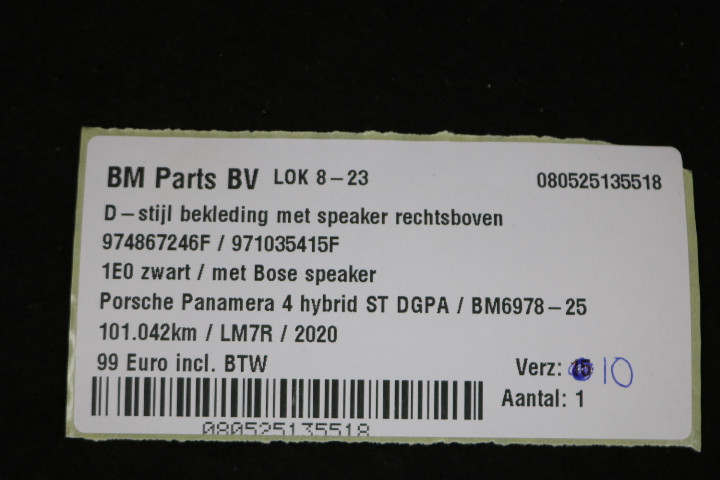 BM Parts BV LOK 8-23 080525135518
D-stijl bekleding met speaker rechtsboven
974867246F / 971035415F
1E0 zwart / met Bose speaker
Porsche Panamera 4 hybrid ST DGPA / BM6978-25
101.042km / LM7R / 2020
99 Euro incl. BTW
Verz: 10
Aantal: 1
080525135518